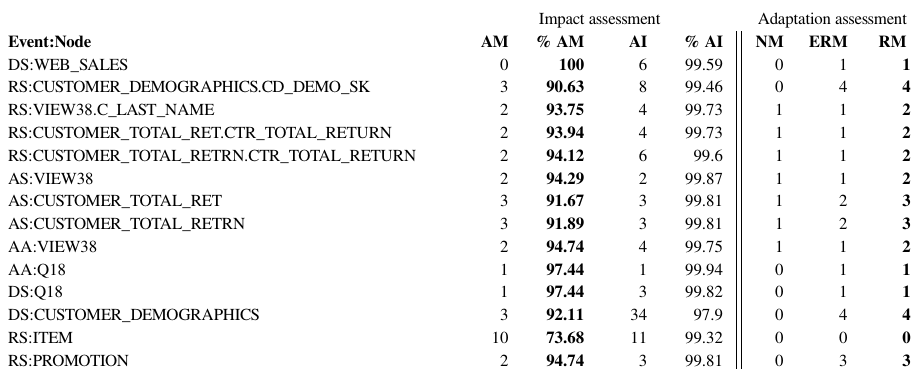 Impact assessment Adaptation assessment
Event:Node AM % AM AI % AI NM ERM RM
DS:WEB_SALES 0 100 6 99.59 0 1 1
RS:CUSTOMER_DEMOGRAPHICS.CD_DEMO_SK 3 90.63 8 99.46 0 4 4
RS:VIEW38.C_LAST_NAME 2 93.75 4 99.73 1 1 2
RS:CUSTOMER_TOTAL_RET.CTR_TOTAL_RETURN 2 93.94 4 99.73 1 1 2
RS:CUSTOMER_TOTAL_RETRN.CTR_TOTAL_RETURN 2 94.12 6 99.6 1 1 2
AS:VIEW38 2 94.29 2 99.87 1 1 2
AS:CUSTOMER_TOTAL_RET 3 91.67 3 99.81 1 2 3
AS:CUSTOMER_TOTAL_RETRN 3 91.89 3 99.81 1 2 3
AA:VIEW38 2 94.74 4 99.75 1 1 2
AA:Q18 1 97.44 1 99.94 0 1 1
DS:Q18 1 97.44 3 99.82 0 1 1
DS:CUSTOMER_DEMOGRAPHICS 3 92.11 34 97.9 0 4 4
RS:ITEM 10 73.68 11 99.32 0 0 0
RS:PROMOTION 2 94.74 3 99.81 0 3 3